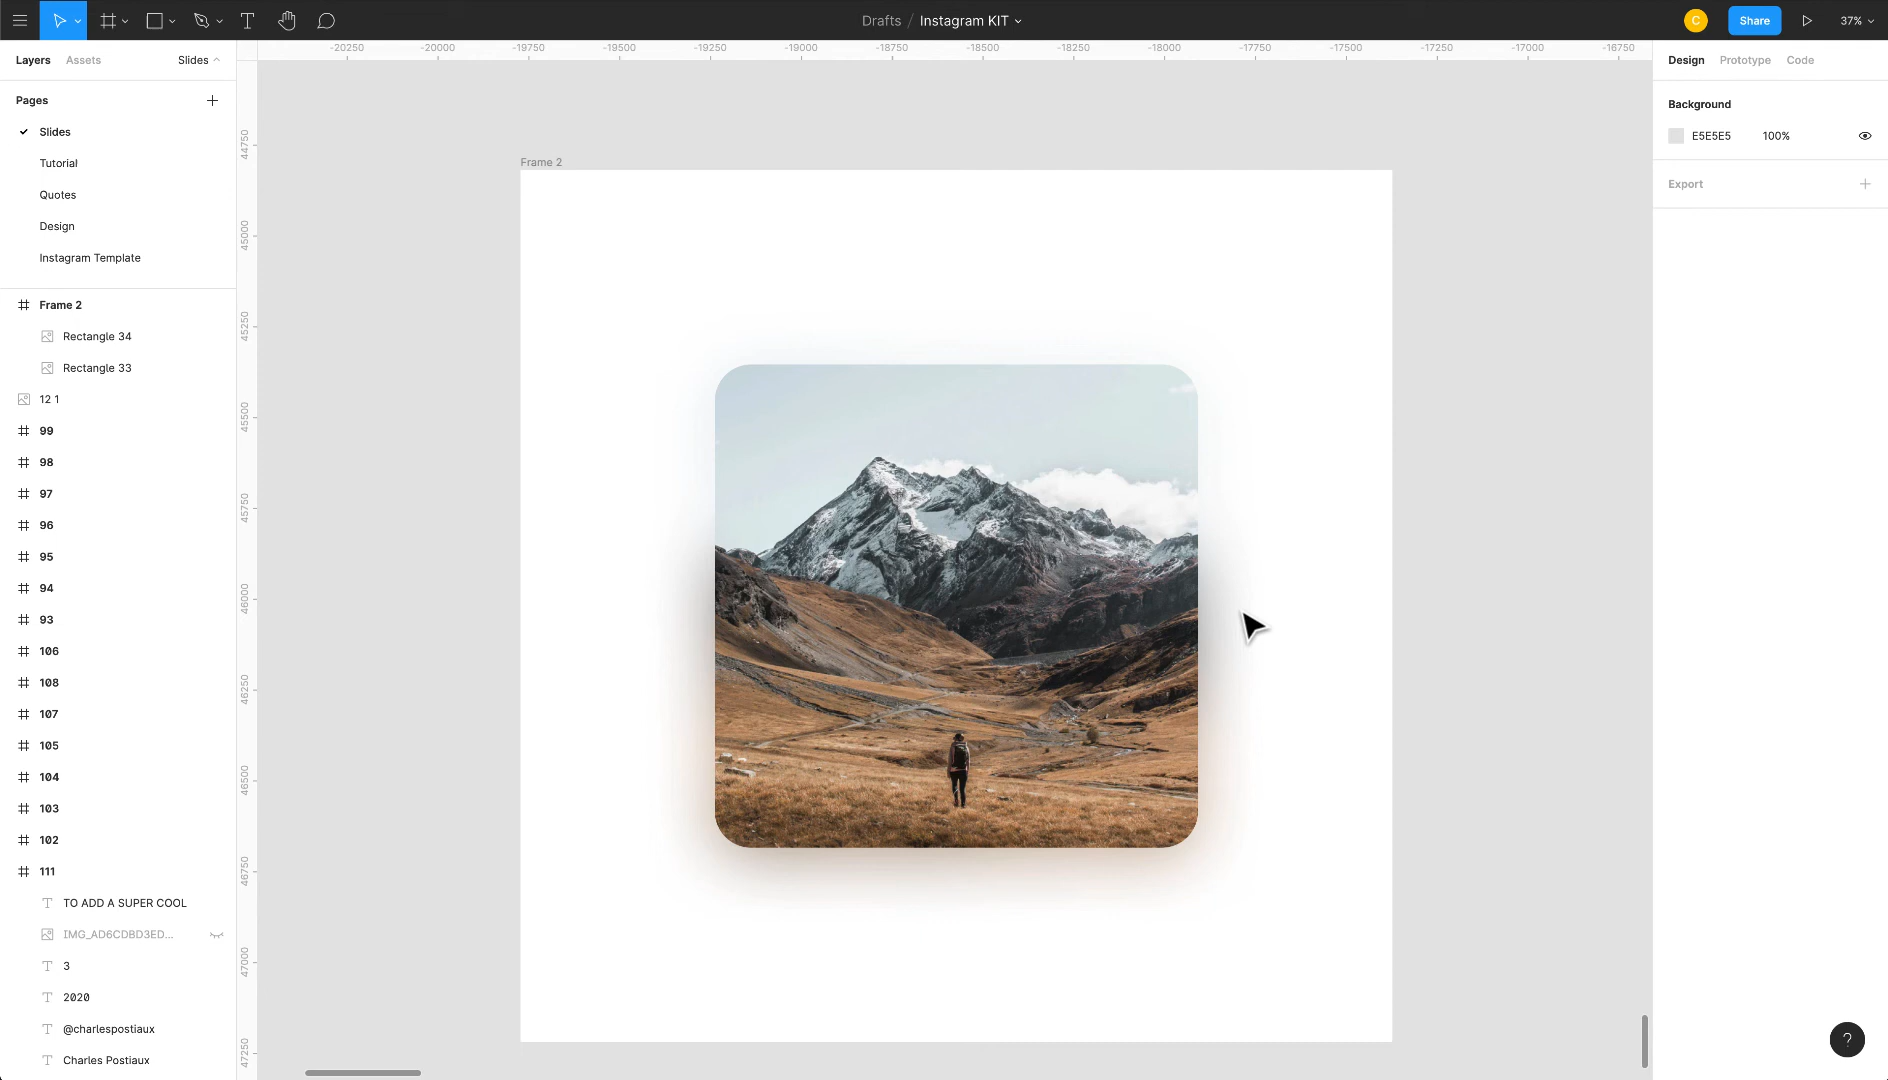 Drafts / Instagram KIT
C
Share
37%
Layers Assets Slides
Pages
Slides
Tutorial
Quotes
Design
Instagram Template
Frame 2
Rectangle 34
Rectangle 33
12 1
99
98
97
96
95
94
93
106
108
107
105
104
103
102
111
TO ADD A SUPER COOL
IMG_AD6CDBD3ED...
3
2020
@charlespostiaux
Charles Postiaux
-20250 -20000 -19750 -19500 -19250 -19000 -18750 -18500 -18250 -18000 -17750 -17500 -17250 -17000 -16750
44750
45000
45250
45500
45750
46000
46250
46500
46750
47000
47250
Frame 2
Design Prototype Code
Background
E5E5E5 100%
Export
?